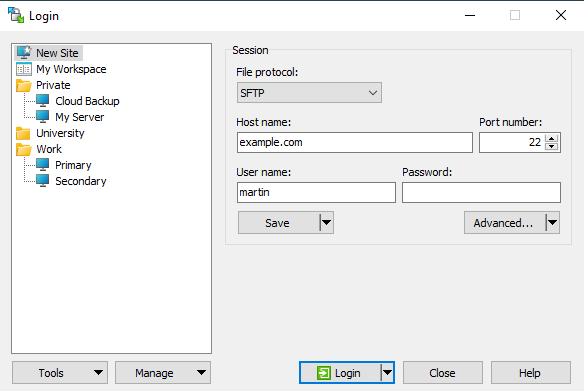 Login
New Site
My Workspace
Private
Cloud Backup
My Server
University
Work
Primary
Secondary
Session
File protocol:
SFTP
Host name:
Port number:
example.com
22
User name:
Password:
martin
Save
Advanced...
Tools
Manage
Login
Close
Help